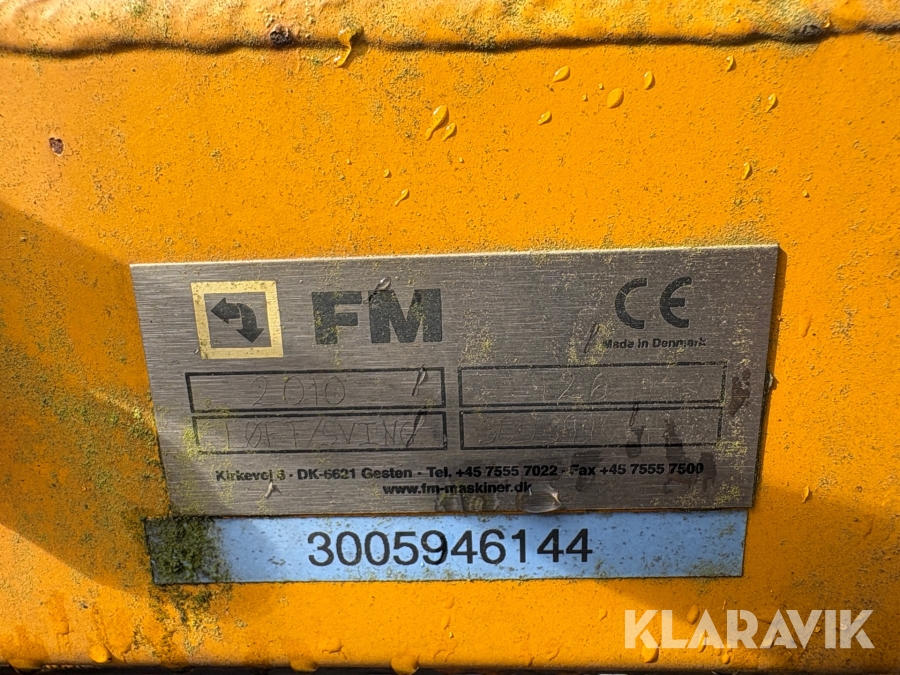 FM
CE
Made in Denmark
2010
26
LØFT/SVING
Kirkevej 3 · DK-6621 Gesten · Tel. +45 7555 7022 · Fax +45 7555 7500
www.fm-maskiner.dk
3005946144
KLARAVIK